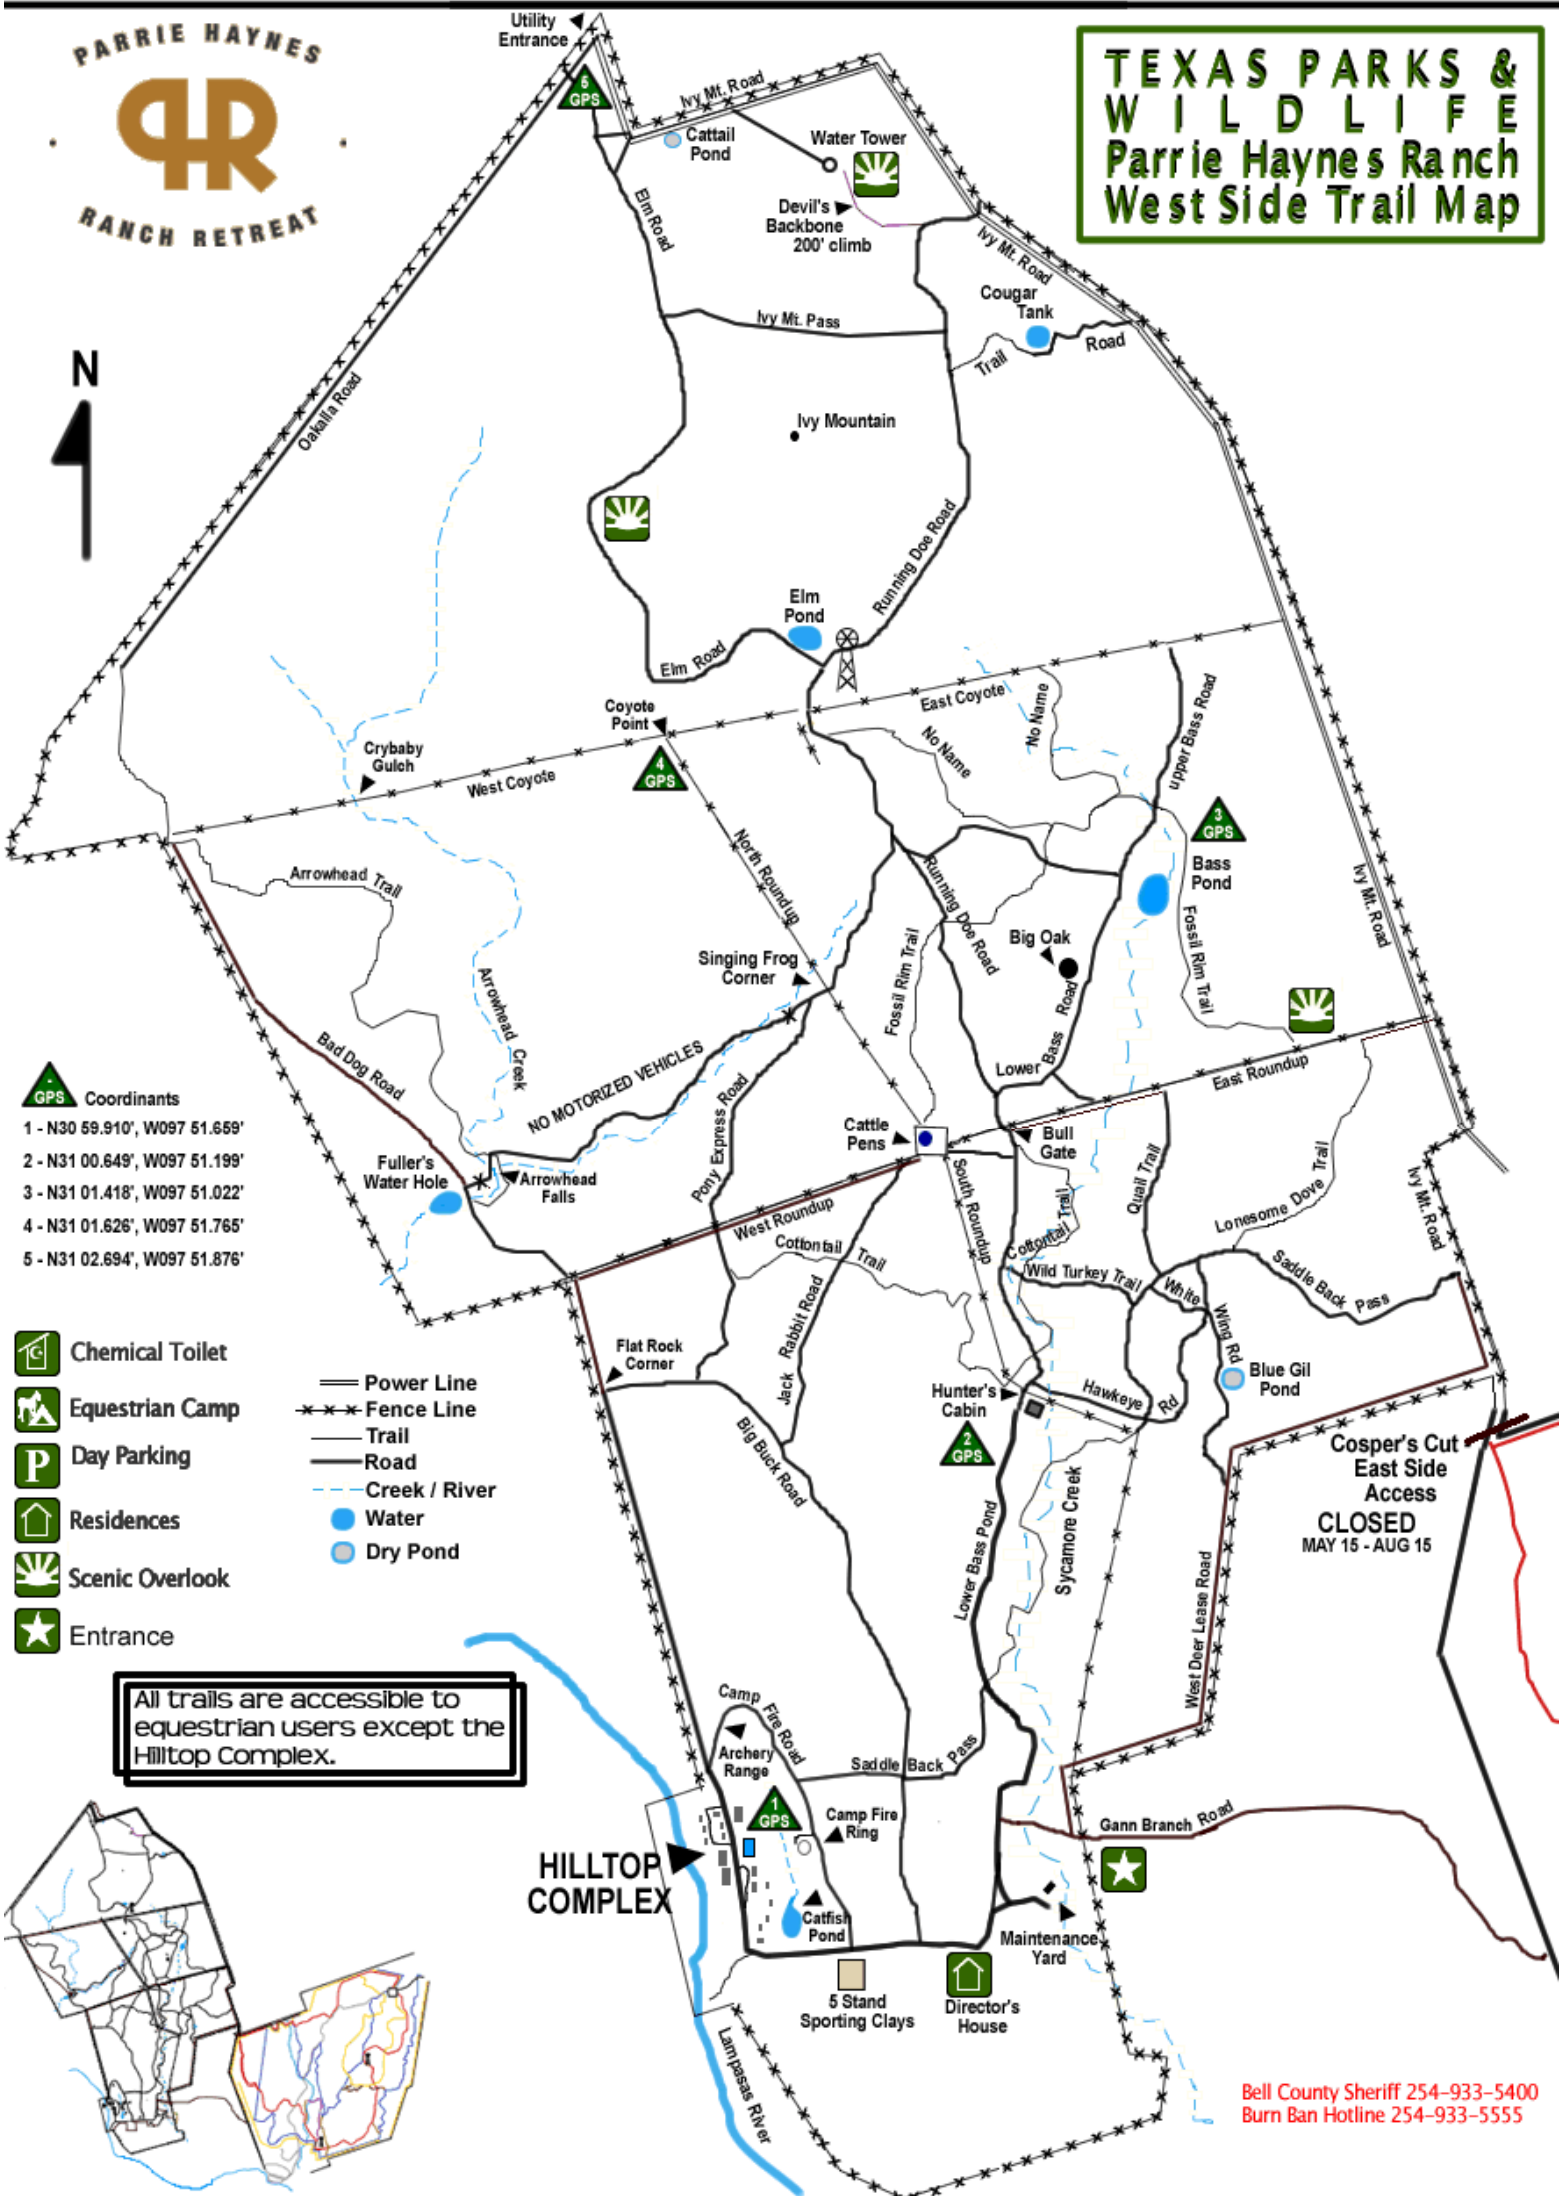 PARRIE HAYNES
PHR
RANCH RETREAT
TEXAS PARKS &
WILDLIFE
Parrie Haynes Ranch
West Side Trail Map
Utility
Entrance
5
GPS
Ivy Mt. Road
Cattail
Pond
Water Tower
Devil's
Backbone
200' climb
Elm Road
Ivy Mt. Road
Cougar
Tank
Trail
Road
Ivy Mt. Pass
N
Oakalla Road
Ivy Mountain
Running Doe Road
Elm
Pond
Elm Road
Coyote
Point
4
GPS
East Coyote
No Name
No Name
upper Bass Road
Crybaby
Gulch
West Coyote
3
GPS
Bass
Pond
North Roundup
Running Doe Road
Arrowhead Trail
Ivy Mt. Road
Fossil Rim Trail
Big Oak
Singing Frog
Corner
Fossil Rim Trail
Arrowhead Creek
Bad Dog Road
NO MOTORIZED VEHICLES
Lower Bass Road
East Roundup
Pony Express Road
Cattle
Pens
Bull
Gate
GPS Coordinants
1 - N30 59.910', W097 51.659'
2 - N31 00.649', W097 51.199'
3 - N31 01.418', W097 51.022'
4 - N31 01.626', W097 51.765'
5 - N31 02.694', W097 51.876'
Fuller's
Water Hole
Arrowhead
Falls
West Roundup
South Roundup
Cottontail Trail
Quail Trail
Lonesome Dove Trail
Ivy Mt. Road
Cottontail Trail
Wild Turkey Trail
White Wing Rd
Saddle Back Pass
Jack Rabbit Road
Flat Rock
Corner
Hunter's
Cabin
2
GPS
Hawkeye Rd
Blue Gil
Pond
Chemical Toilet
Equestrian Camp
P
Day Parking
Residences
Scenic Overlook
Entrance
Power Line
Fence Line
Trail
Road
Creek / River
Water
Dry Pond
Big Buck Road
Lower Bass Pond
Sycamore Creek
West Deer Lease Road
Cosper's Cut
East Side
Access
CLOSED
MAY 15 - AUG 15
All trails are accessible to
equestrian users except the
Hilltop Complex.
Camp Fire Road
Archery
Range
Saddle Back Pass
1
GPS
Camp Fire
Ring
Gann Branch Road
HILLTOP
COMPLEX
Catfish
Pond
Maintenance
Yard
5 Stand
Sporting Clays
Director's
House
Lampasas River
Bell County Sheriff 254-933-5400
Burn Ban Hotline 254-933-5555